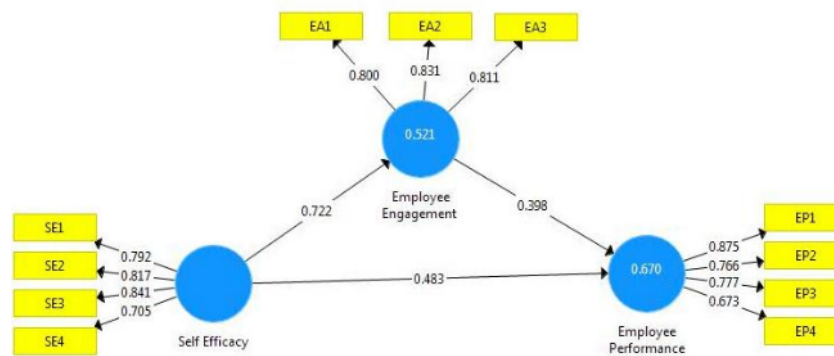 EA1
EA2
EA3
0.800
0.831
0.811
0.521
Employee
Engagement
0.722
0.398
SE1
SE2
SE3
SE4
0.792
0.817
0.841
0.705
Self Efficacy
0.483
0.670
Employee
Performance
0.875
0.766
0.777
0.673
EP1
EP2
EP3
EP4